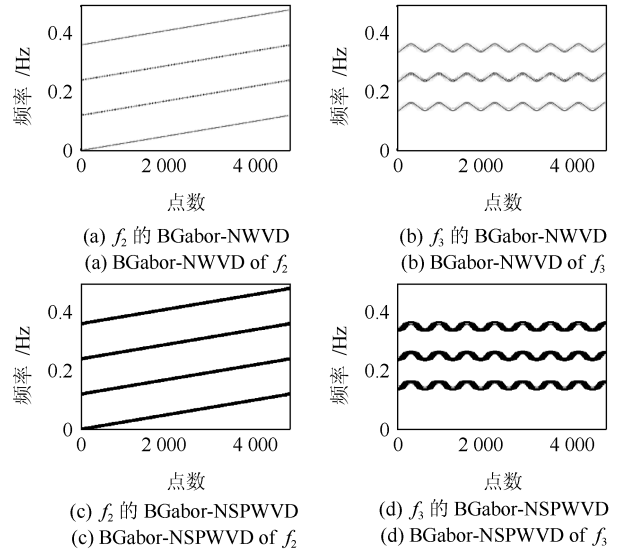 0.4
0.2
0
频率 /Hz
0
2 000
4 000
点数
(a) f2 的 BGabor-NWVD
(a) BGabor-NWVD of f2
0.4
0.2
0
频率 /Hz
0
2 000
4 000
点数
(b) f3 的 BGabor-NWVD
(b) BGabor-NWVD of f3
0.4
0.2
0
频率 /Hz
0
2 000
4 000
点数
(c) f2 的 BGabor-NSPWVD
(c) BGabor-NSPWVD of f2
0.4
0.2
0
频率 /Hz
0
2 000
4 000
点数
(d) f3 的 BGabor-NSPWVD
(d) BGabor-NSPWVD of f3